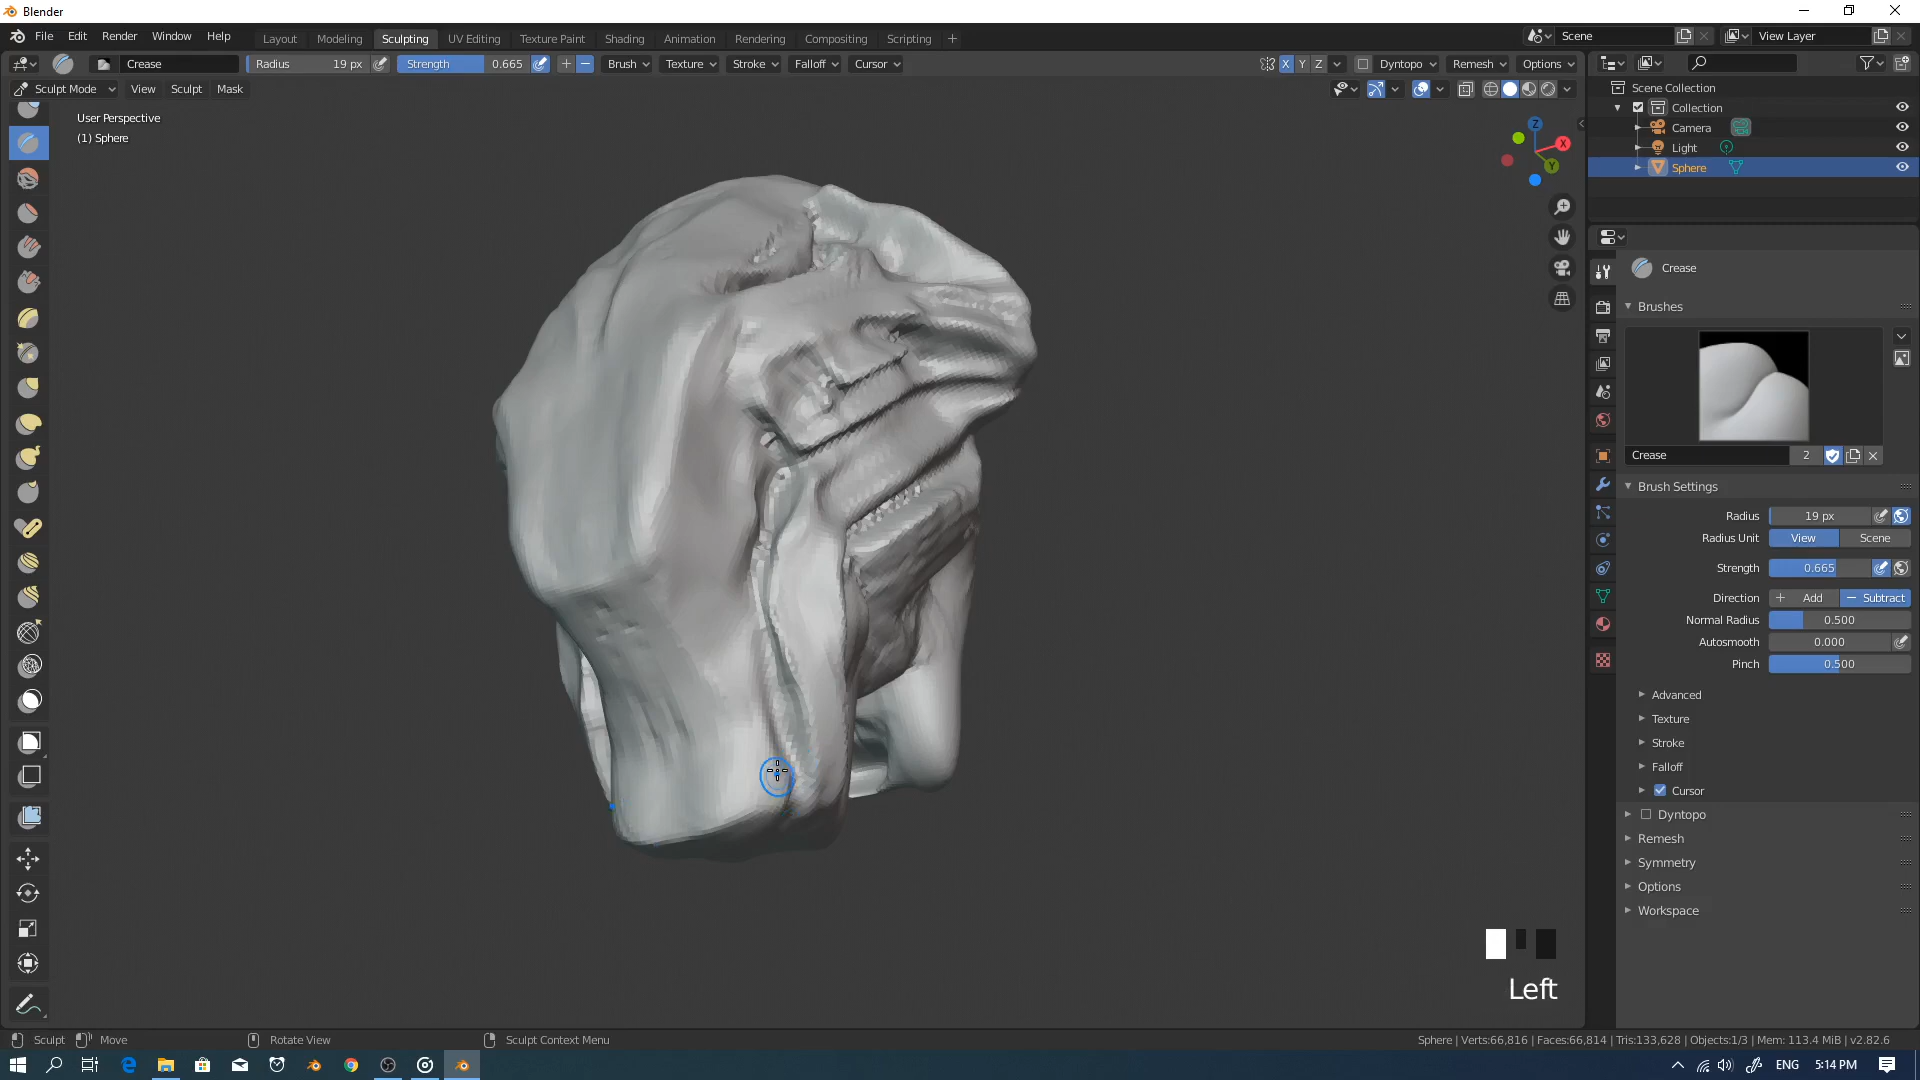 Blender
File Edit Render Window Help
Layout Modeling Sculpting UV Editing Texture Paint Shading Animation Rendering Compositing Scripting +
Scene
View Layer
Crease
Radius 19 px
Strength 0.665
Brush Texture Stroke Falloff Cursor
X Y Z
Dyntopo Remesh Options
Sculpt Mode View Sculpt Mask
User Perspective
(1) Sphere
Z
X
Y
Scene Collection
Collection
Camera
Light
Sphere
Crease
Brushes
Crease 2
Brush Settings
Radius 19 px
Radius Unit View Scene
Strength 0.665
Direction + Add − Subtract
Normal Radius 0.500
Autosmooth 0.000
Pinch 0.500
Advanced
Texture
Stroke
Falloff
Cursor
Dyntopo
Remesh
Symmetry
Options
Workspace
Left
Sculpt Move Rotate View Sculpt Context Menu
Sphere | Verts:66,816 | Faces:66,814 | Tris:133,628 | Objects:1/3 | Mem: 113.4 MiB | v2.82.6
ENG 5:14 PM